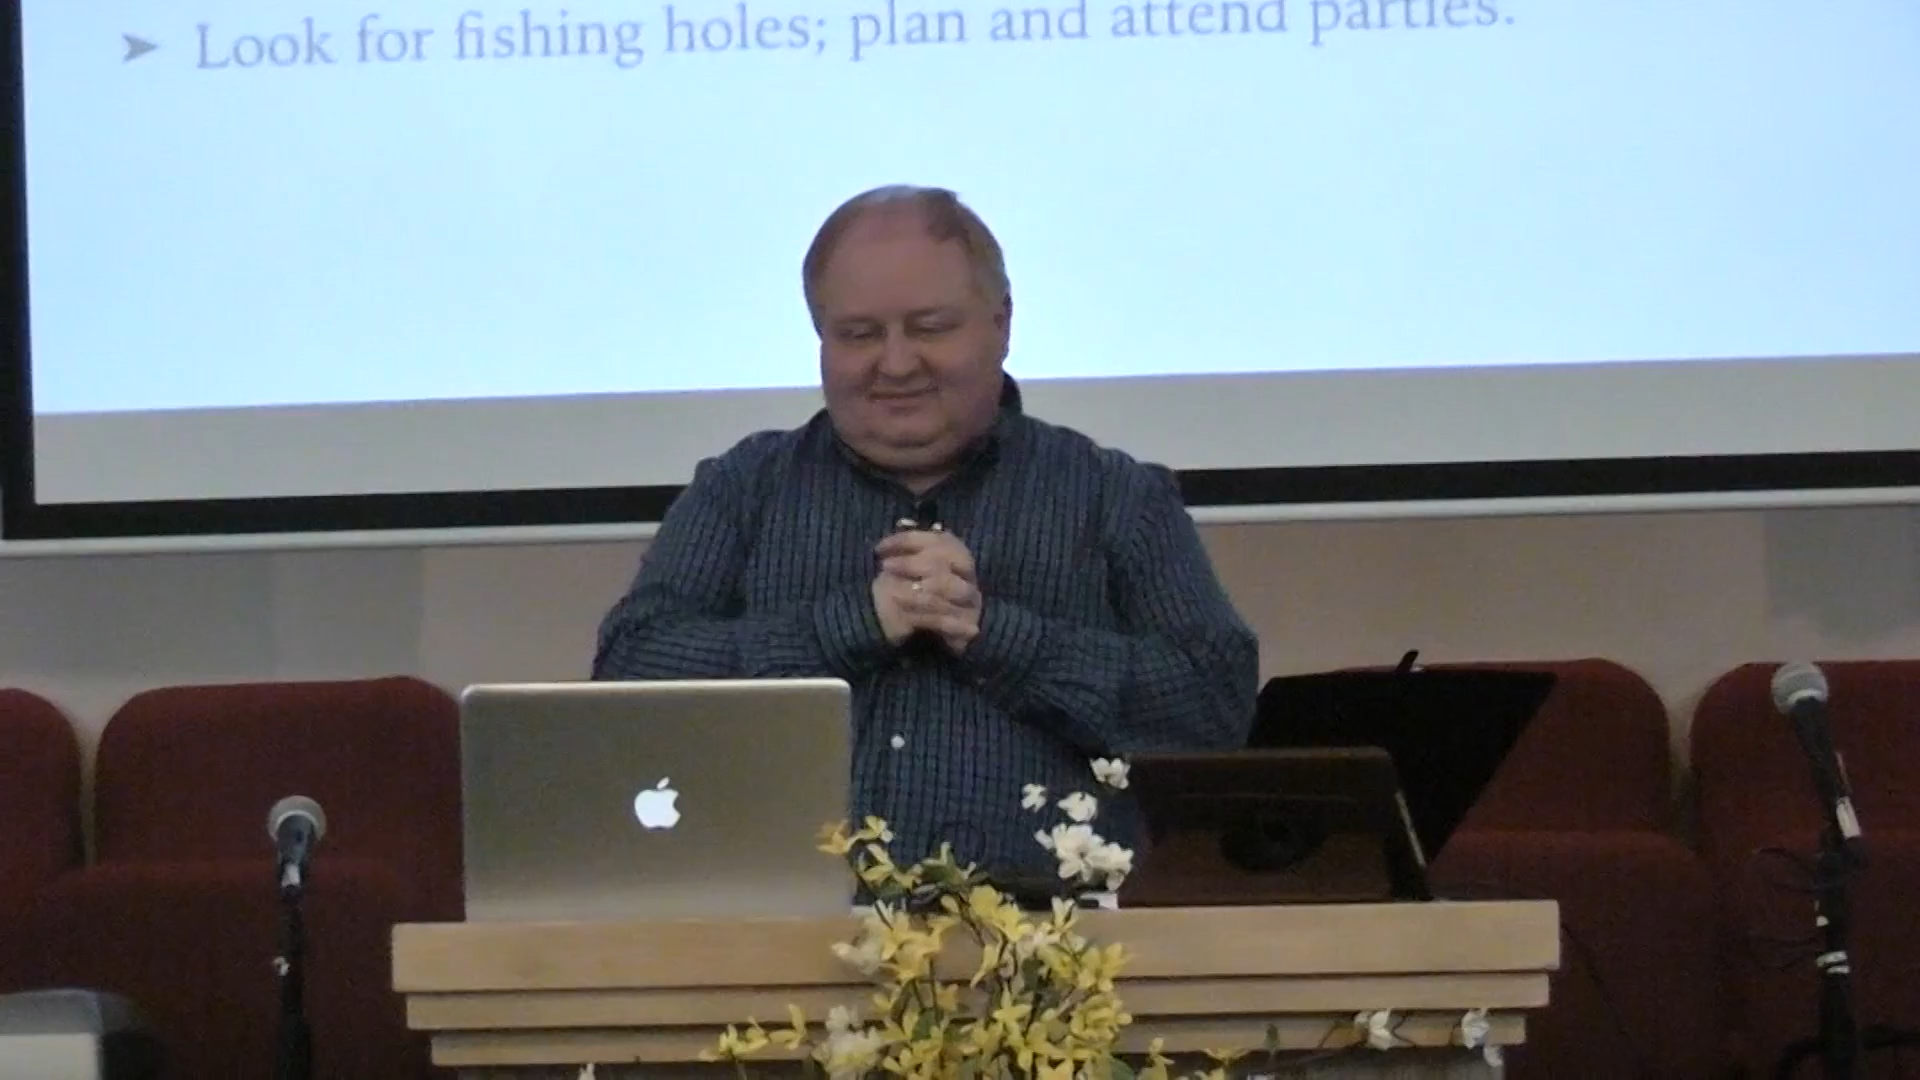 ➤ Look for fishing holes; plan and attend parties.